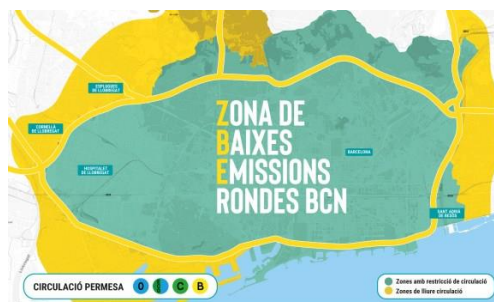 ESPLUGUES
DE LLOBREGAT
CORNELLÀ
DE LLOBREGAT
HOSPITALET
DE LLOBREGAT
ZONA DE
BAIXES
EMISSIONS
RONDES BCN
BARCELONA
SANT ADRIÀ
DE BESÒS
CIRCULACIÓ PERMESA 0 C B
Zones amb restricció de circulació
Zones de lliure circulació